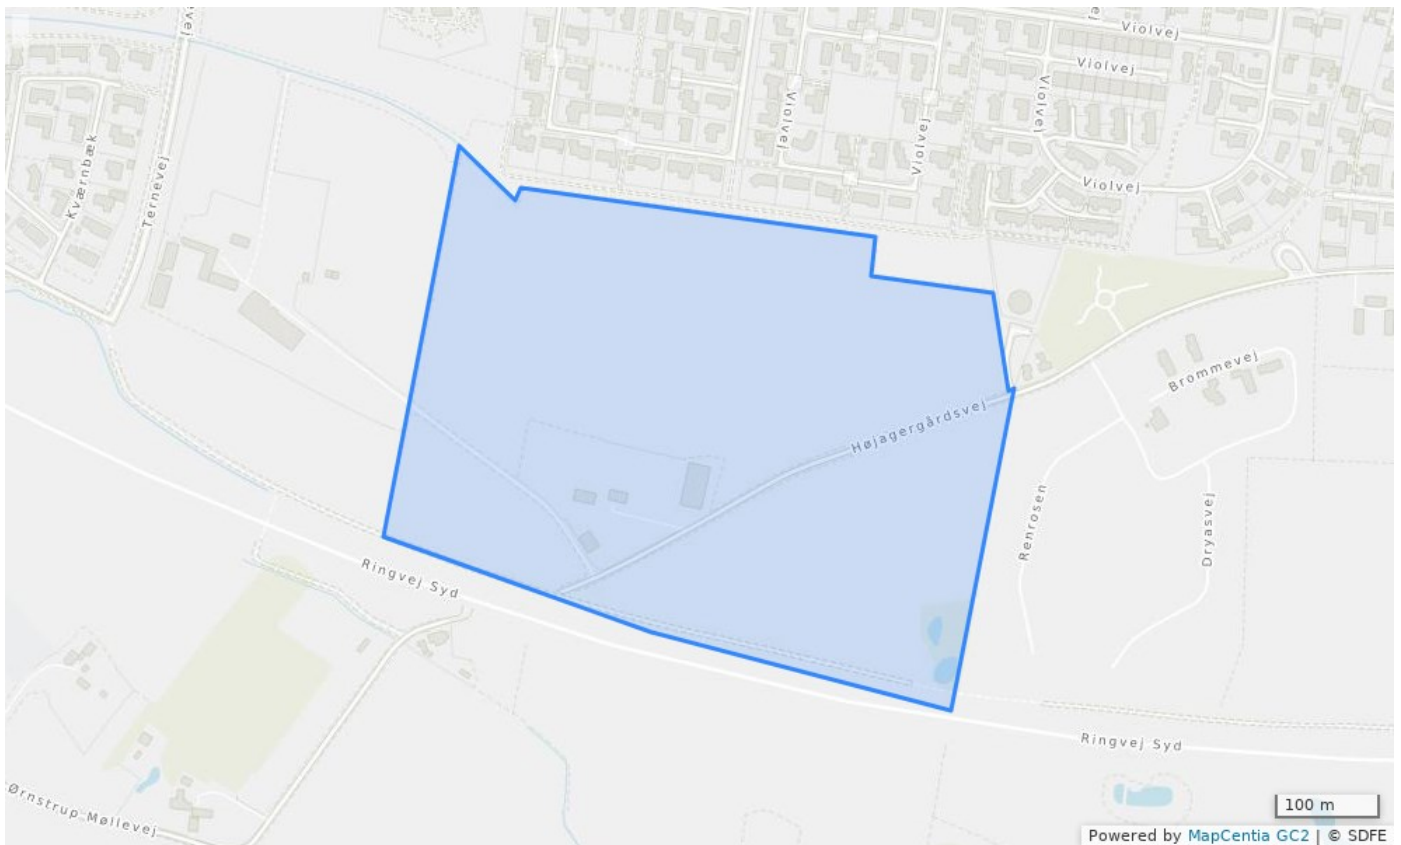 Violvej
Violvej
Violvej
Violvej
Violvej
Violvej
Kværnbæk
Ternevej
Brommevej
Højagergårdsvej
Renrosen
Dryasvej
Ringvej Syd
Ringvej Syd
Ørnstrup Møllevej
100 m
Powered by MapCentia GC2 | © SDFE